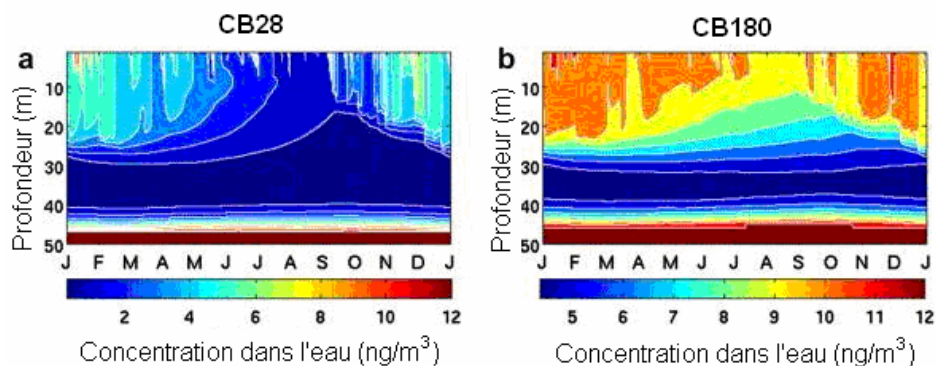 CB28
CB180
a
b
Profondeur (m)
10
20
30
40
50
J F M A M J J A S O N D J
2 4 6 8 10 12
Concentration dans l'eau (ng/m³)
Profondeur (m)
10
20
30
40
50
J F M A M J J A S O N D J
5 6 7 8 9 10 11 12
Concentration dans l'eau (ng/m³)